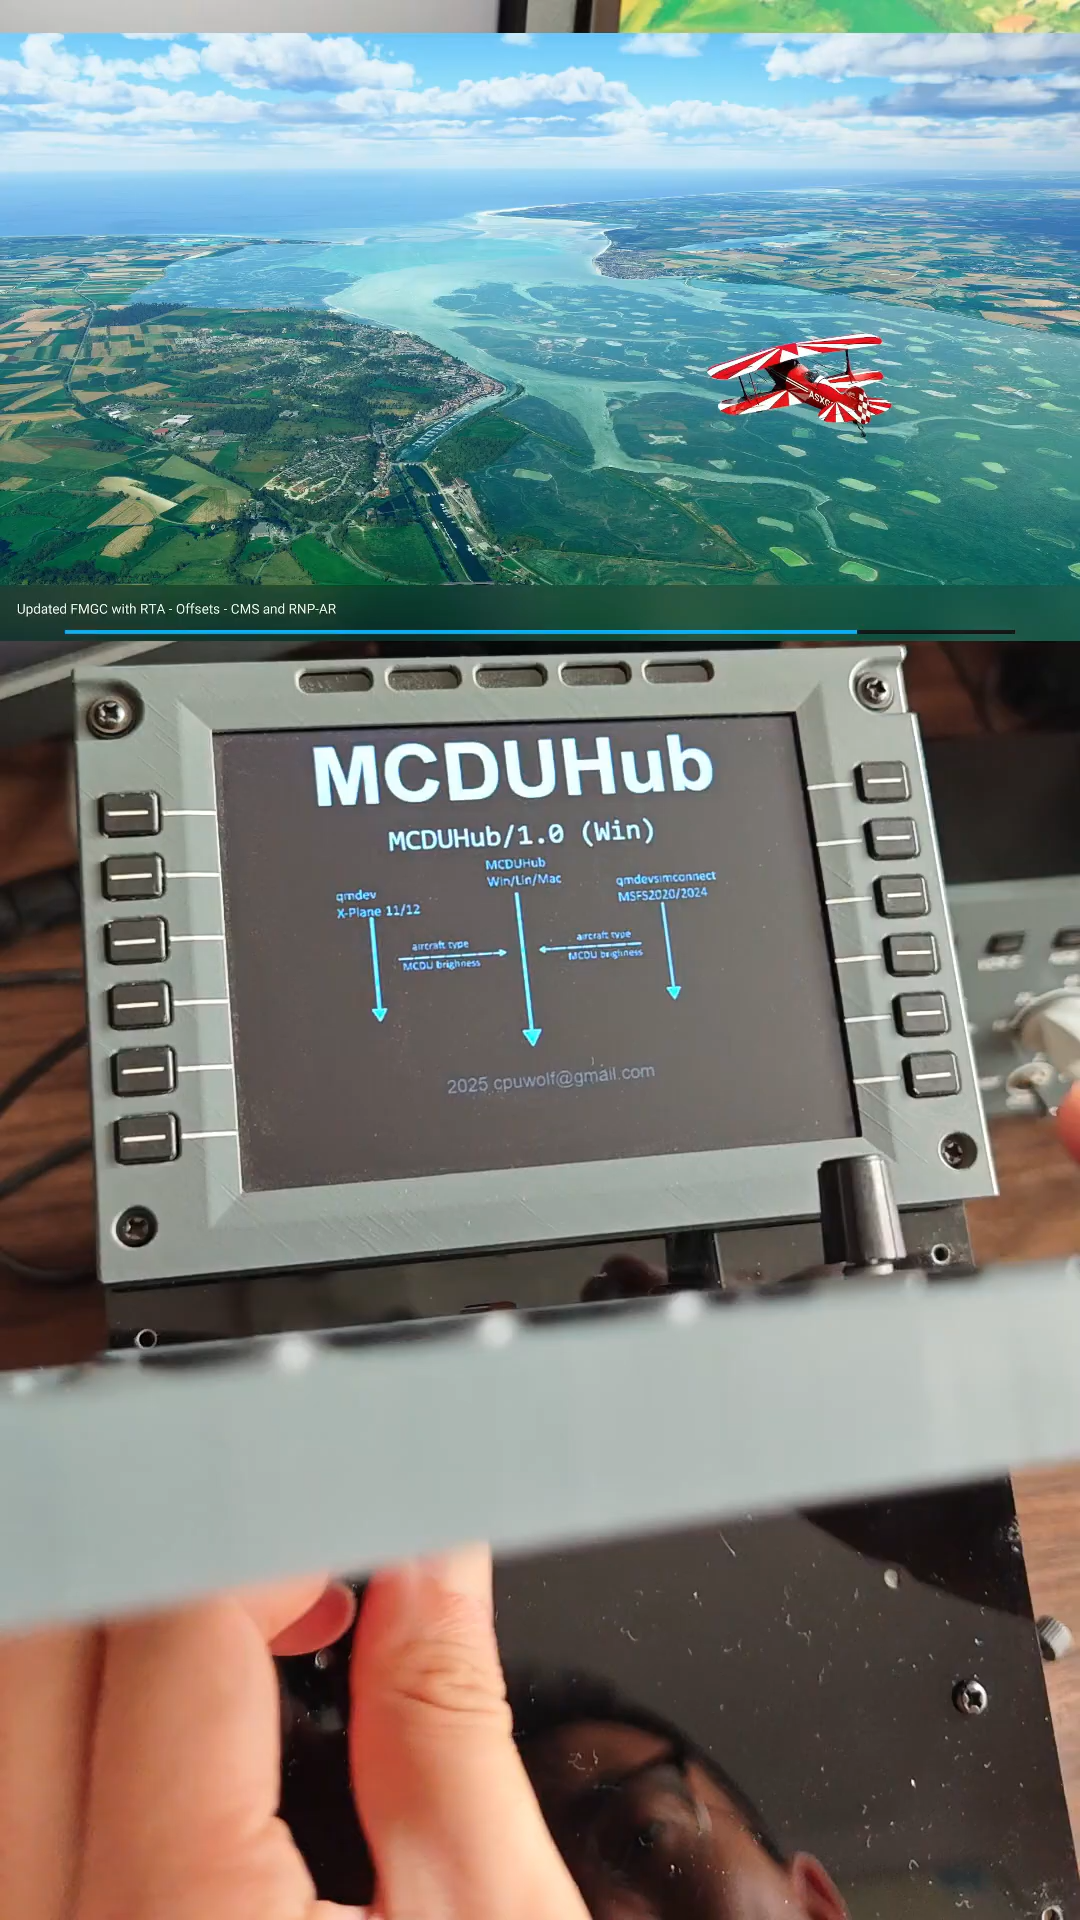 Updated FMGC with RTA - Offsets - CMS and RNP-AR
MCDUHub
MCDUHub/1.0 (Win)
MCDUHub
Win/Lin/Mac
qmdev
X-Plane 11/12
qmdevsimconnect
MSFS2020/2024
aircraft type
MCDU brighness
aircraft type
MCDU brighness
2025 cpuwolf@gmail.com